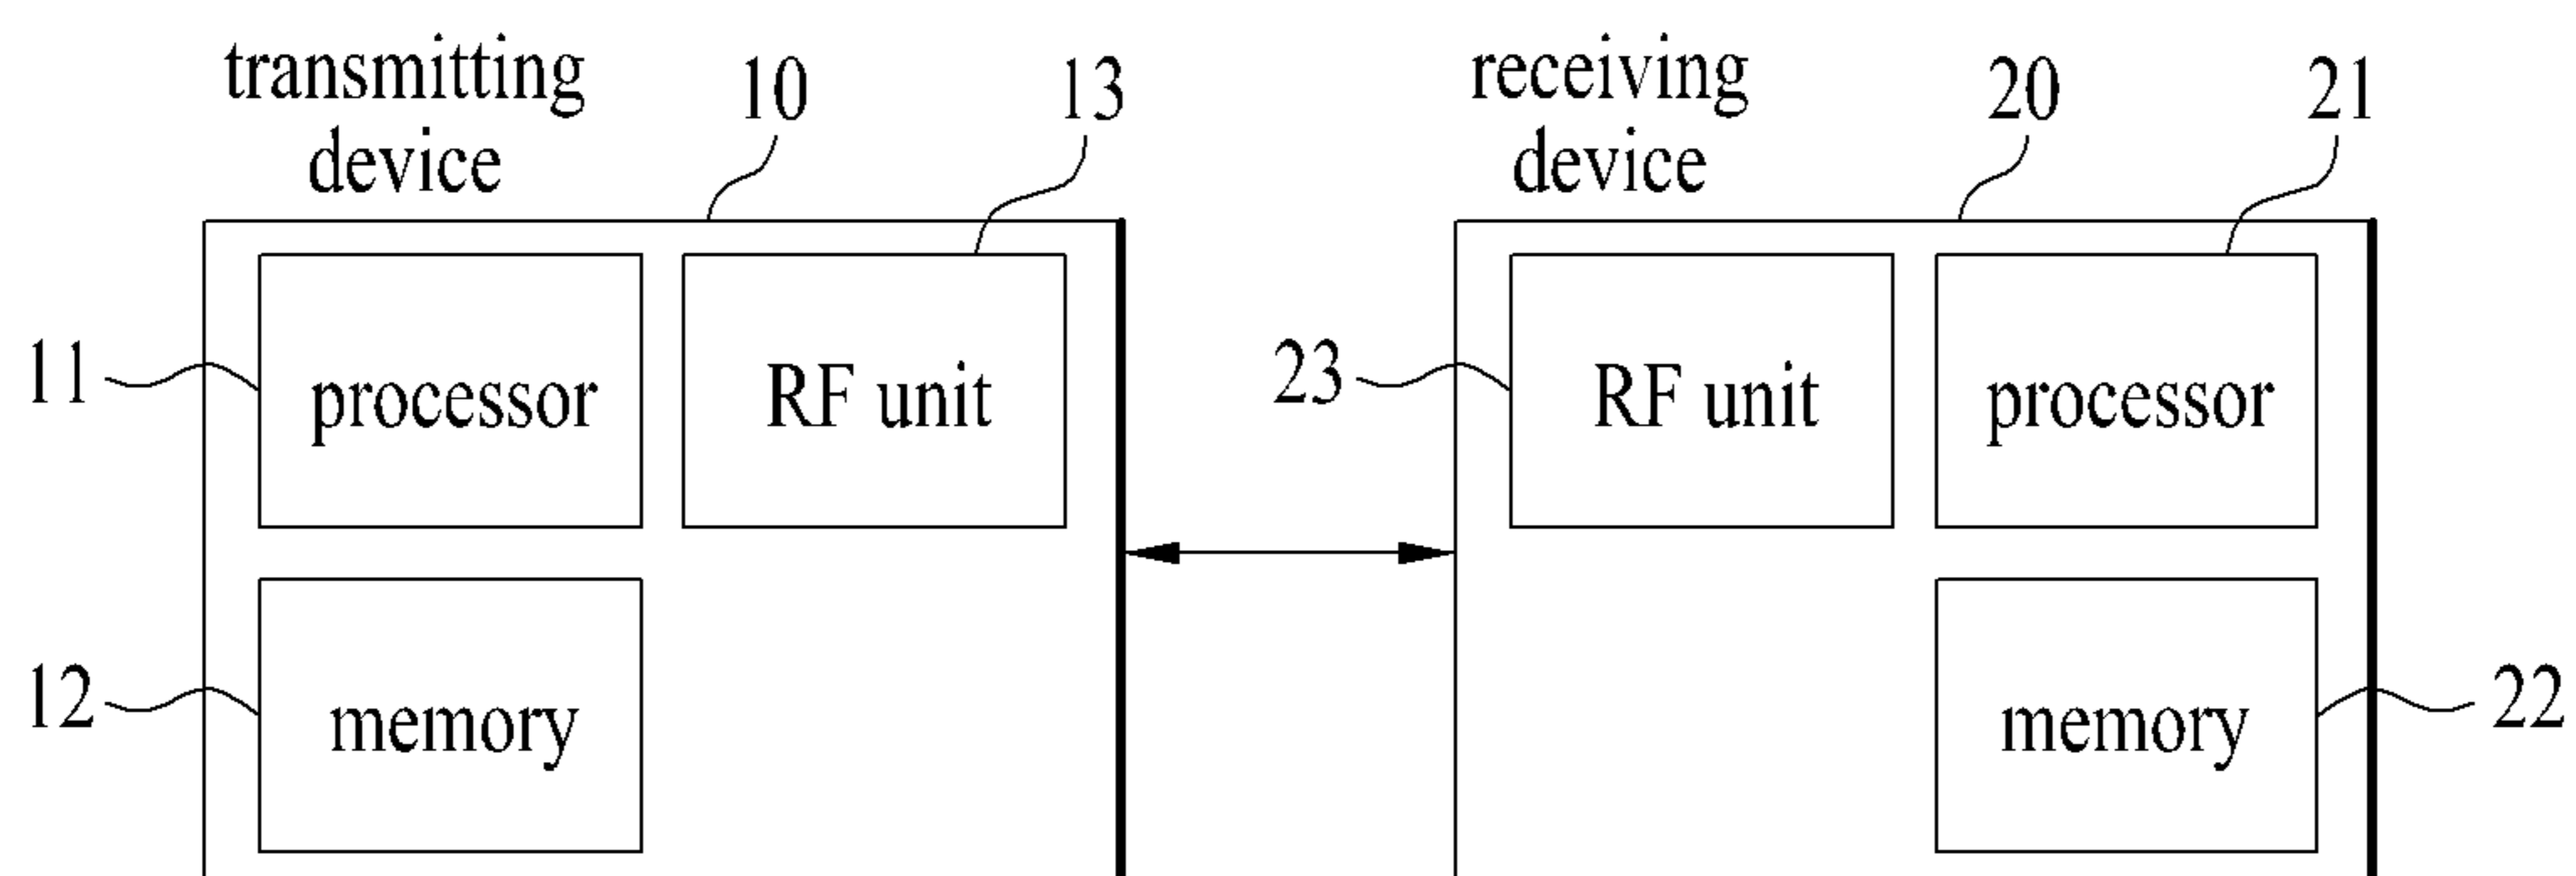 transmitting
device
10
13
receiving
device
20
21
11
processor
RF unit
23
RF unit
processor
12
memory
memory
22